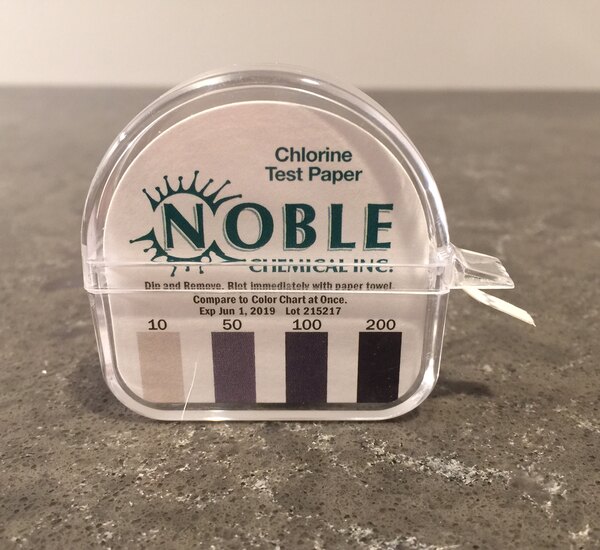 Chlorine
Test Paper
NOBLE
CHEMICAL INC.
Dip and Remove. Blot immediately with paper towel.
Compare to Color Chart at Once.
Exp Jun 1, 2019 Lot 215217
10 50 100 200